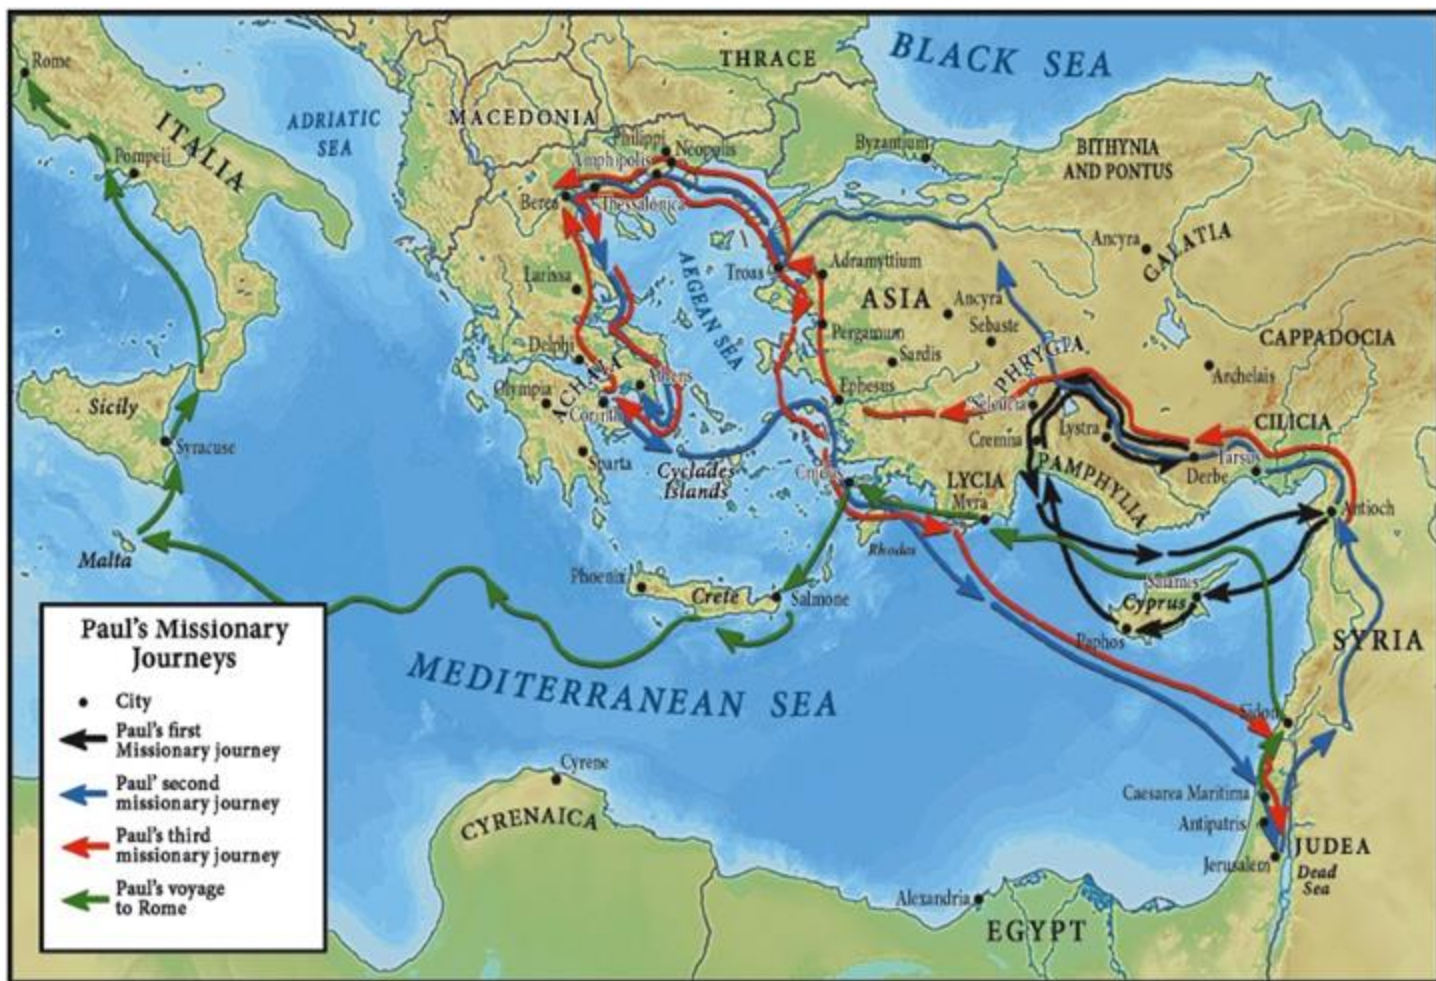 Rome
ITALIA
Pompeii
ADRIATIC
SEA
MACEDONIA
THRACE
BLACK SEA
Philippi
Neopolis
Amphipolis
Thessalonica
Berea
Byzantium
BITHYNIA
AND PONTUS
Ancyra
GALATIA
Larissa
AEGEAN SEA
Troas
Adramyttium
ASIA
Ancyra
Sebaste
Pergamum
Sardis
CAPPADOCIA
Archelais
Delphi
Olympia
ACHAIA
Athens
Corinth
Sparta
Ephesus
PHRYGPA
Seleucia
Cremna
Lystra
CILICIA
Tarsus
Derbe
PAMPHYLIA
LYCIA
Myra
Antioch
Sicily
Syracuse
Malta
Cyclades
Islands
Cnidus
Rhodas
Phoenix
Crete
Salmone
Salamis
Cyprus
Paphos
SYRIA
MEDITERRANEAN SEA
Sidon
Caesarea Maritima
Antipatris
Jerusalem
JUDEA
Dead
Sea
Cyrene
CYRENAICA
Alexandria
EGYPT
Paul's Missionary
Journeys
City
Paul's first
Missionary journey
Paul' second
missionary journey
Paul's third
missionary journey
Paul's voyage
to Rome